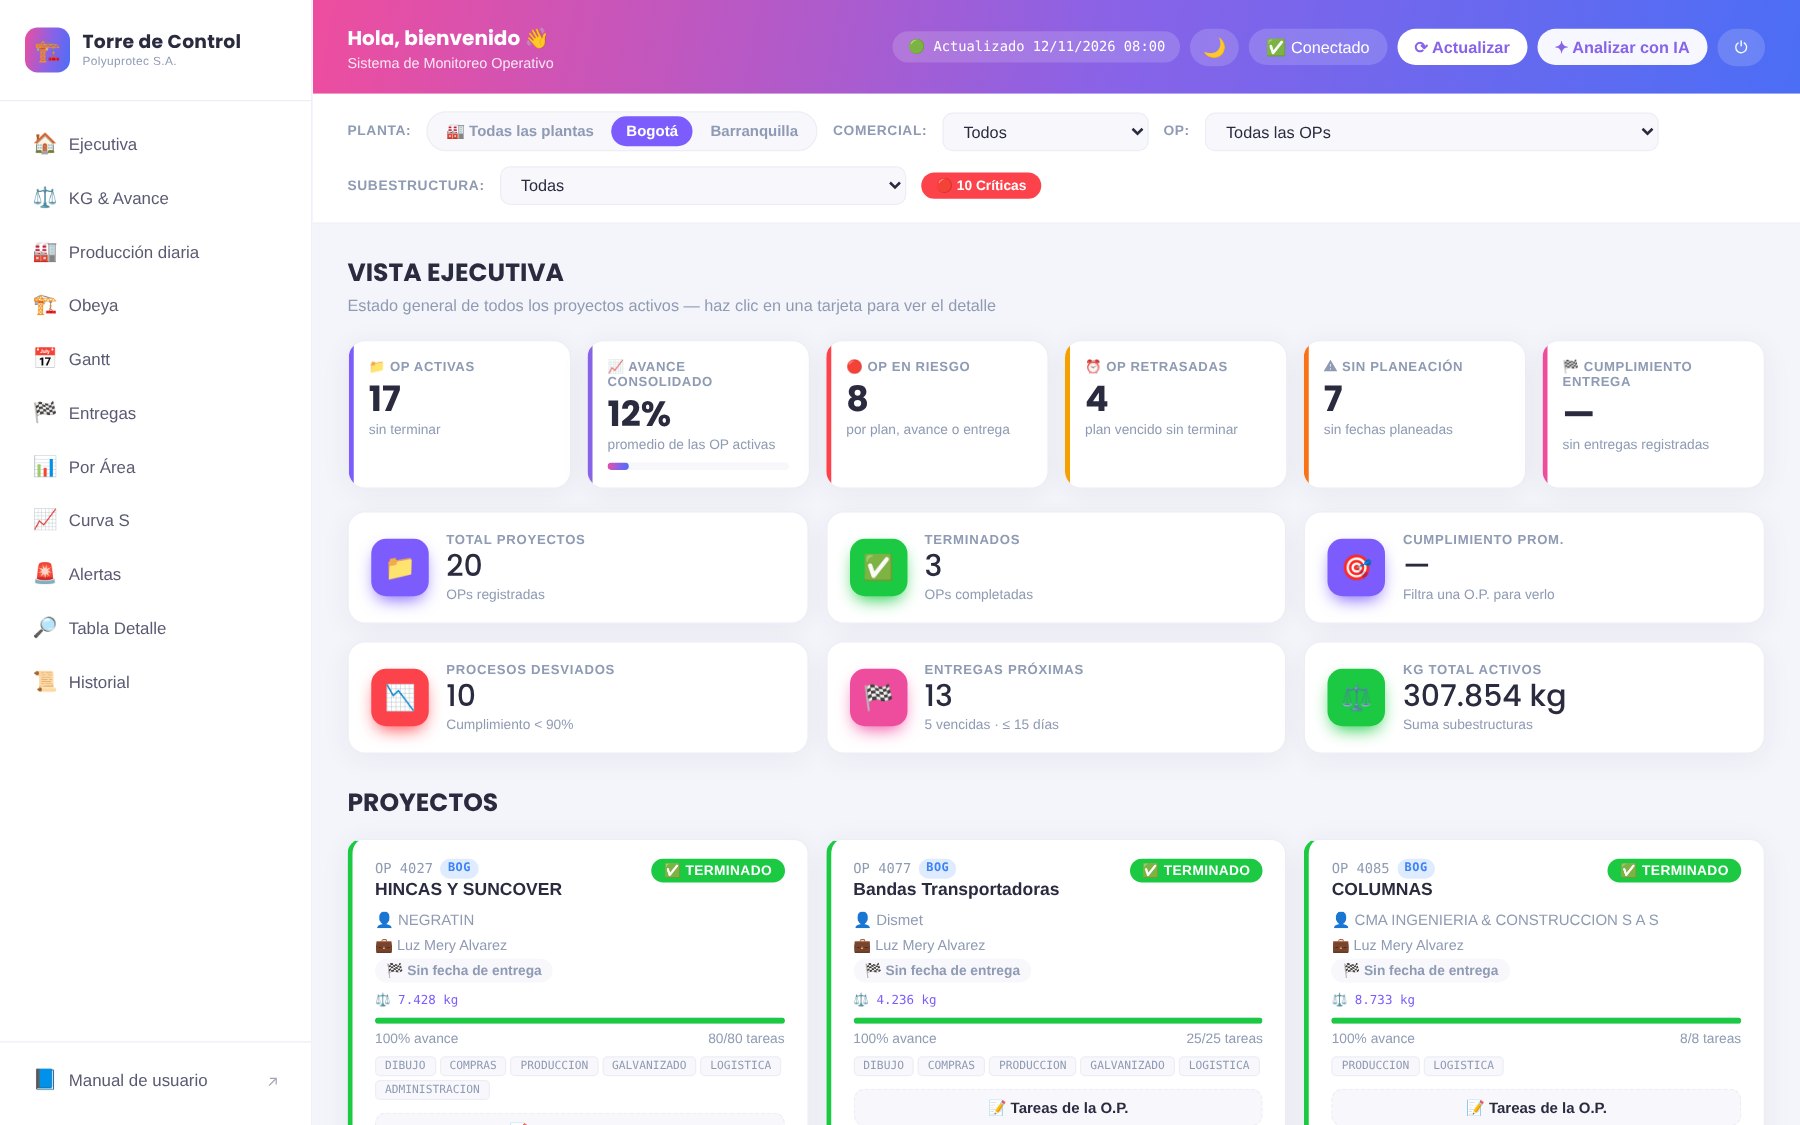 Torre de Control
Polyuprotec S.A.
Ejecutiva
KG & Avance
Producción diaria
Obeya
Gantt
Entregas
Por Área
Curva S
Alertas
Tabla Detalle
Historial
Manual de usuario ↗
Hola, bienvenido 👋
Sistema de Monitoreo Operativo
Actualizado 12/11/2026 08:00
Conectado
⟳ Actualizar
✦ Analizar con IA
PLANTA:
Todas las plantas
Bogotá
Barranquilla
COMERCIAL:
Todos
OP:
Todas las OPs
SUBESTRUCTURA:
Todas
10 Críticas
VISTA EJECUTIVA
Estado general de todos los proyectos activos — haz clic en una tarjeta para ver el detalle
OP ACTIVAS
17
sin terminar
AVANCE
CONSOLIDADO
12%
promedio de las OP activas
OP EN RIESGO
8
por plan, avance o entrega
OP RETRASADAS
4
plan vencido sin terminar
SIN PLANEACIÓN
7
sin fechas planeadas
CUMPLIMIENTO
ENTREGA
—
sin entregas registradas
TOTAL PROYECTOS
20
OPs registradas
TERMINADOS
3
OPs completadas
CUMPLIMIENTO PROM.
—
Filtra una O.P. para verlo
PROCESOS DESVIADOS
10
Cumplimiento < 90%
ENTREGAS PRÓXIMAS
13
5 vencidas · ≤ 15 días
KG TOTAL ACTIVOS
307.854 kg
Suma subestructuras
PROYECTOS
OP 4027 BOG
TERMINADO
HINCAS Y SUNCOVER
NEGRATIN
Luz Mery Alvarez
Sin fecha de entrega
7.428 kg
100% avance 80/80 tareas
DIBUJO COMPRAS PRODUCCION GALVANIZADO LOGISTICA
ADMINISTRACION
OP 4077 BOG
TERMINADO
Bandas Transportadoras
Dismet
Luz Mery Alvarez
Sin fecha de entrega
4.236 kg
100% avance 25/25 tareas
DIBUJO COMPRAS PRODUCCION GALVANIZADO LOGISTICA
Tareas de la O.P.
OP 4085 BOG
TERMINADO
COLUMNAS
CMA INGENIERIA & CONSTRUCCION S A S
Luz Mery Alvarez
Sin fecha de entrega
8.733 kg
100% avance 8/8 tareas
PRODUCCION LOGISTICA
Tareas de la O.P.